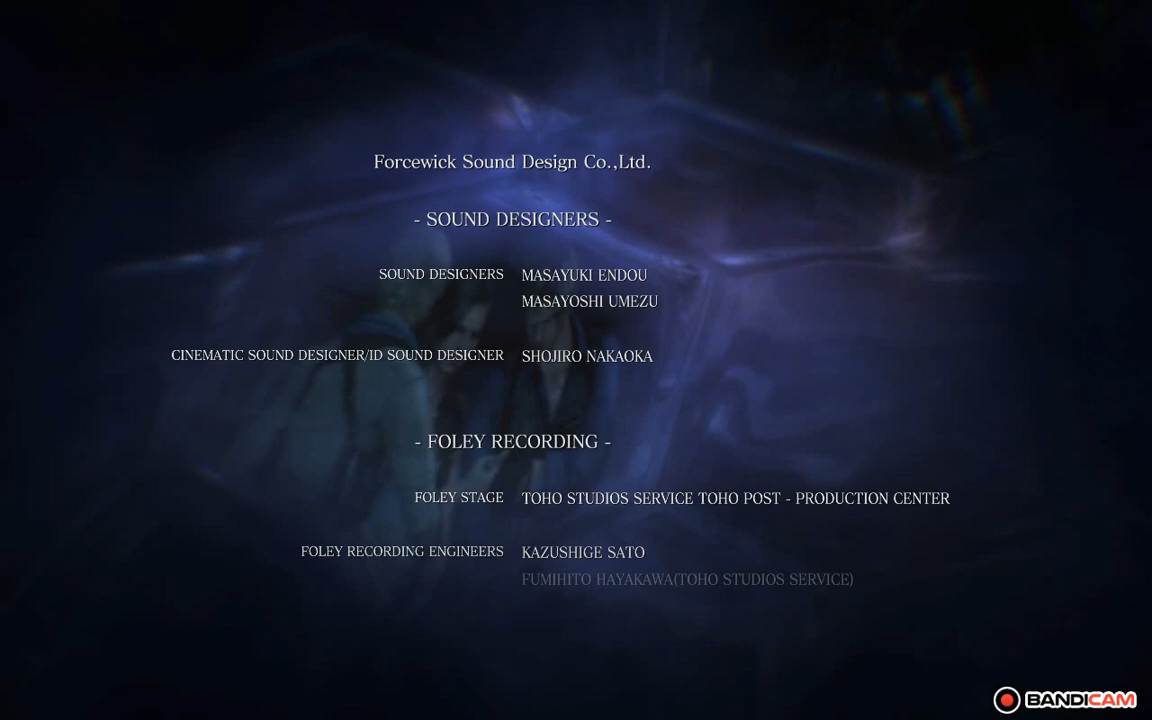 Forcewick Sound Design Co.,Ltd.
- SOUND DESIGNERS -
SOUND DESIGNERS MASAYUKI ENDOU
MASAYOSHI UMEZU
CINEMATIC SOUND DESIGNER/ID SOUND DESIGNER SHOJIRO NAKAOKA
- FOLEY RECORDING -
FOLEY STAGE TOHO STUDIOS SERVICE TOHO POST - PRODUCTION CENTER
FOLEY RECORDING ENGINEERS KAZUSHIGE SATO
FUMIHITO HAYAKAWA(TOHO STUDIOS SERVICE)
BANDICAM